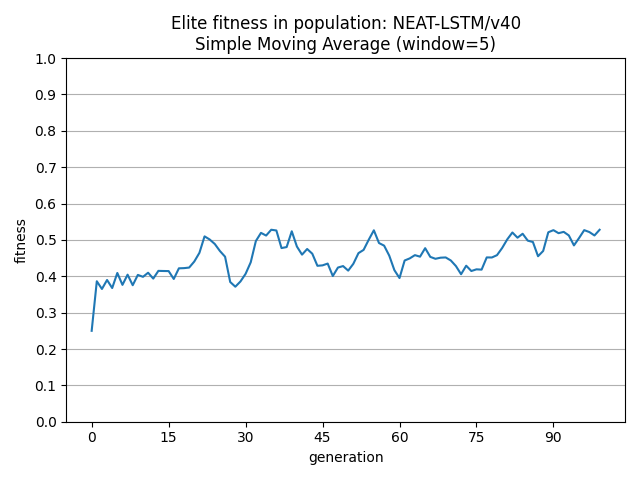 Elite fitness in population: NEAT-LSTM/v40
Simple Moving Average (window=5)
1.0
0.9
0.8
0.7
0.6
0.5
0.4
0.3
0.2
0.1
0.0
fitness
0 15 30 45 60 75 90
generation